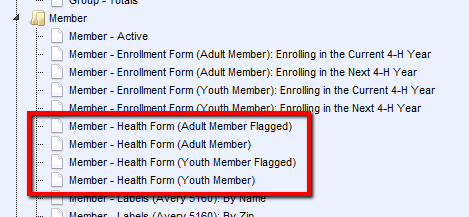 Group - Totals
Member
Member - Active
Member - Enrollment Form (Adult Member): Enrolling in the Current 4-H Year
Member - Enrollment Form (Adult Member): Enrolling in the Next 4-H Year
Member - Enrollment Form (Youth Member): Enrolling in the Current 4-H Year
Member - Enrollment Form (Youth Member): Enrolling in the Next 4-H Year
Member - Health Form (Adult Member Flagged)
Member - Health Form (Adult Member)
Member - Health Form (Youth Member Flagged)
Member - Health Form (Youth Member)
Member - Labels (Avery 5160): By Name
Member - Labels (Avery 5160): By Zip